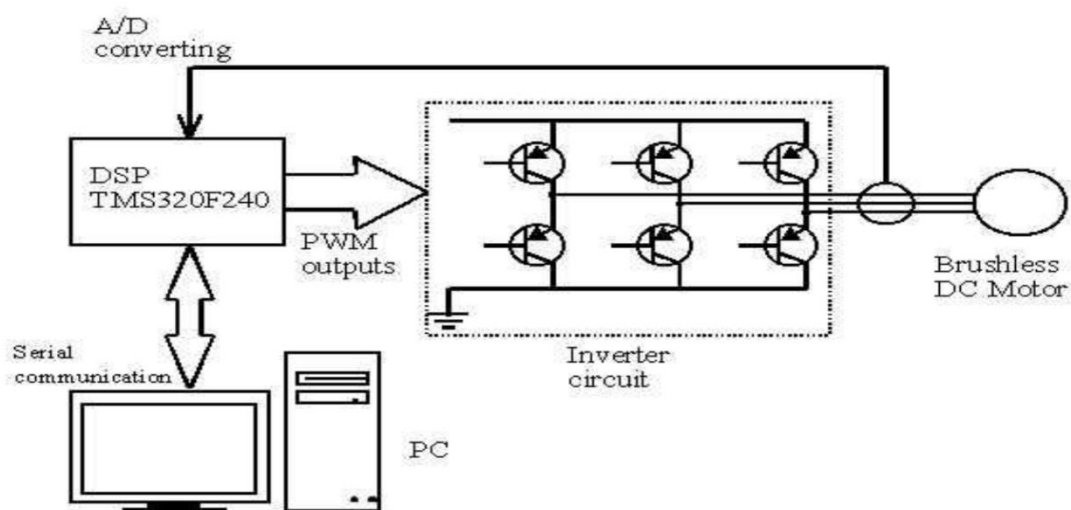 A/D
converting
DSP
TMS320F240
PWM
outputs
Brushless
DC Motor
Inverter
circuit
Serial
communication
PC